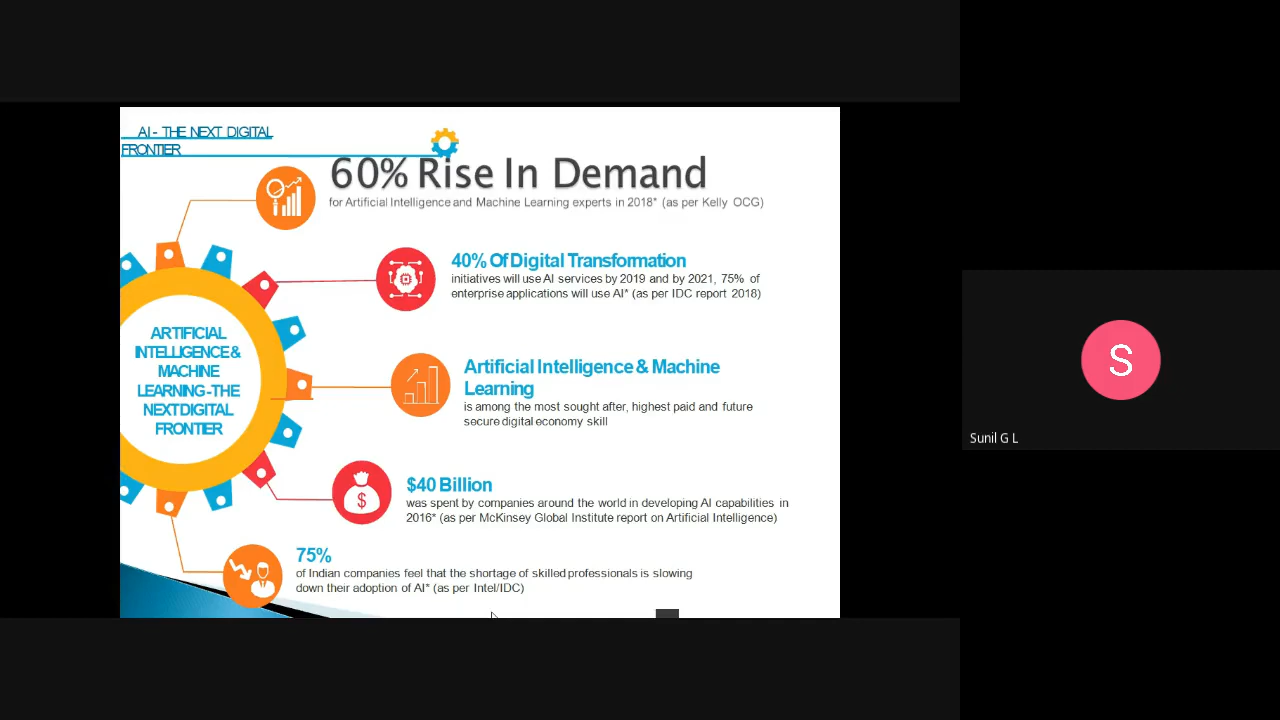 AI - THE NEXT DIGITAL
FRONTIER
60% Rise In Demand
for Artificial Intelligence and Machine Learning experts in 2018* (as per Kelly OCG)
40% Of Digital Transformation
initiatives will use AI services by 2019 and by 2021, 75% of
enterprise applications will use AI* (as per IDC report 2018)
ARTIFICIAL
INTELLIGENCE &
MACHINE
LEARNING -THE
NEXT DIGITAL
FRONTIER
Artificial Intelligence & Machine
Learning
is among the most sought after, highest paid and future
secure digital economy skill
$40 Billion
$
was spent by companies around the world in developing AI capabilities in
2016* (as per McKinsey Global Institute report on Artificial Intelligence)
75%
of Indian companies feel that the shortage of skilled professionals is slowing
down their adoption of AI* (as per Intel/IDC)
S
Sunil G L